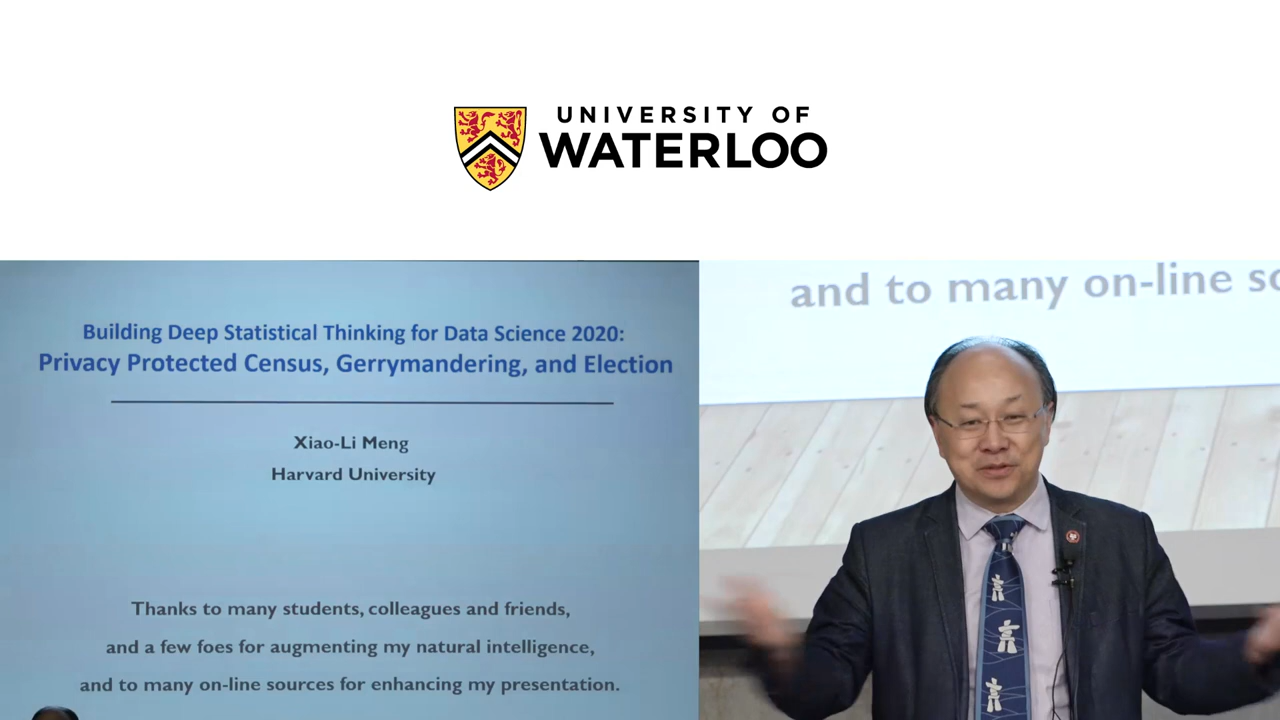 UNIVERSITY OF
WATERLOO
Building Deep Statistical Thinking for Data Science 2020:
Privacy Protected Census, Gerrymandering, and Election
Xiao-Li Meng
Harvard University
Thanks to many students, colleagues and friends,
and a few foes for augmenting my natural intelligence,
and to many on-line sources for enhancing my presentation.
and to many on-line so